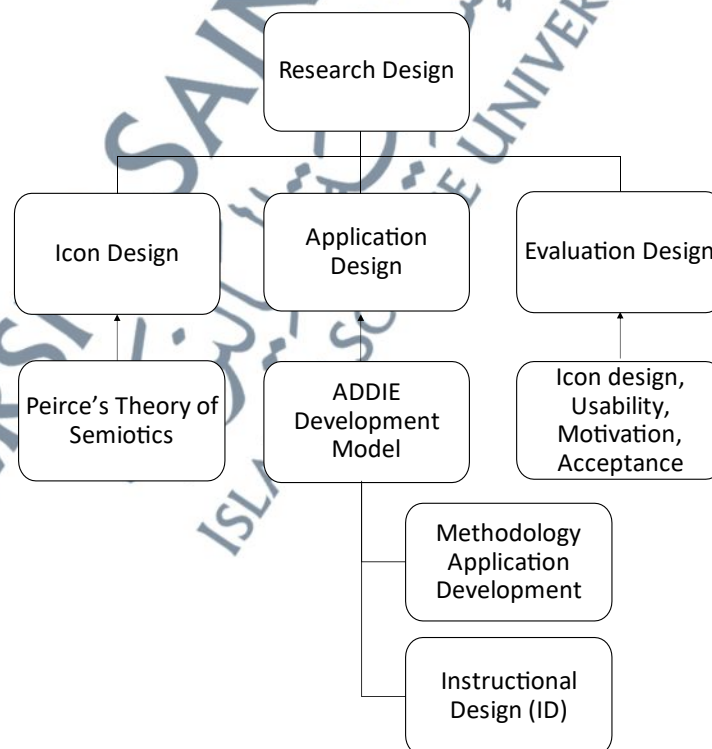 Research Design
Icon Design
Application
Design
Evaluation Design
Peirce’s Theory of
Semiotics
ADDIE
Development
Model
Icon design,
Usability,
Motivation,
Acceptance
Methodology
Application
Development
Instructional
Design (ID)